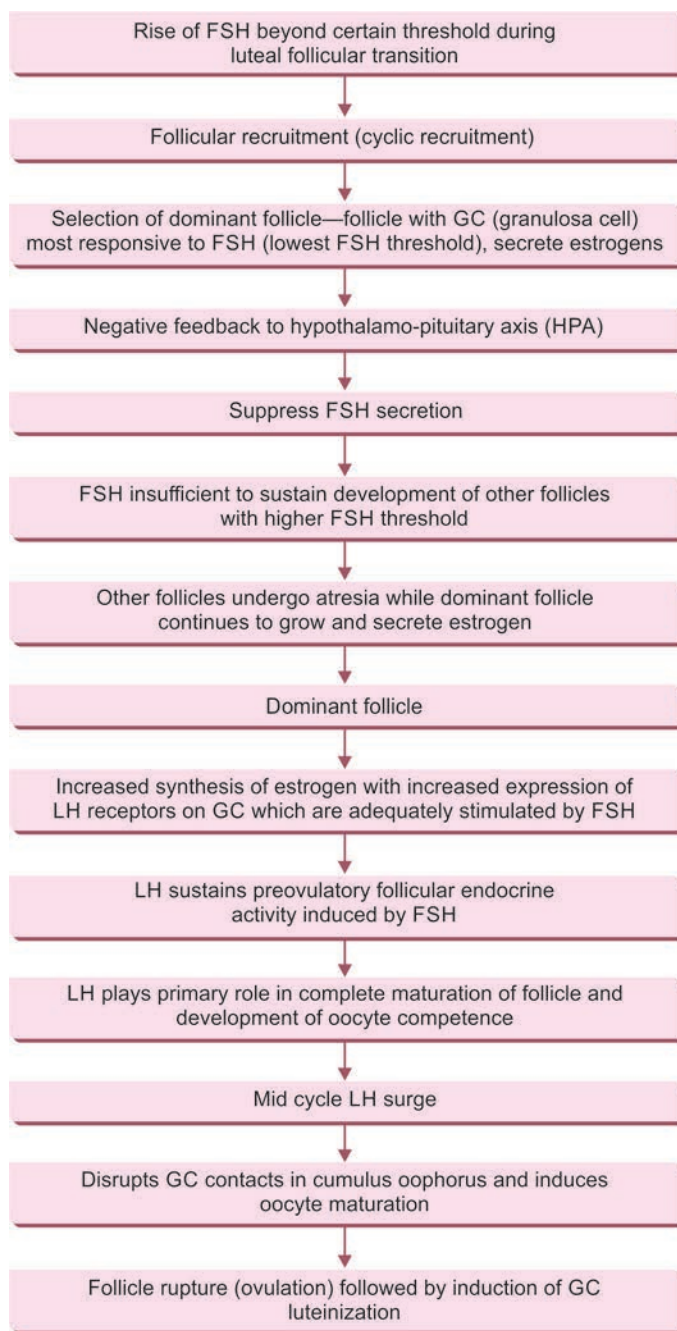 Rise of FSH beyond certain threshold during
luteal follicular transition
Follicular recruitment (cyclic recruitment)
Selection of dominant follicle—follicle with GC (granulosa cell)
most responsive to FSH (lowest FSH threshold), secrete estrogens
Negative feedback to hypothalamo-pituitary axis (HPA)
Suppress FSH secretion
FSH insufficient to sustain development of other follicles
with higher FSH threshold
Other follicles undergo atresia while dominant follicle
continues to grow and secrete estrogen
Dominant follicle
Increased synthesis of estrogen with increased expression of
LH receptors on GC which are adequately stimulated by FSH
LH sustains preovulatory follicular endocrine
activity induced by FSH
LH plays primary role in complete maturation of follicle and
development of oocyte competence
Mid cycle LH surge
Disrupts GC contacts in cumulus oophorus and induces
oocyte maturation
Follicle rupture (ovulation) followed by induction of GC
luteinization